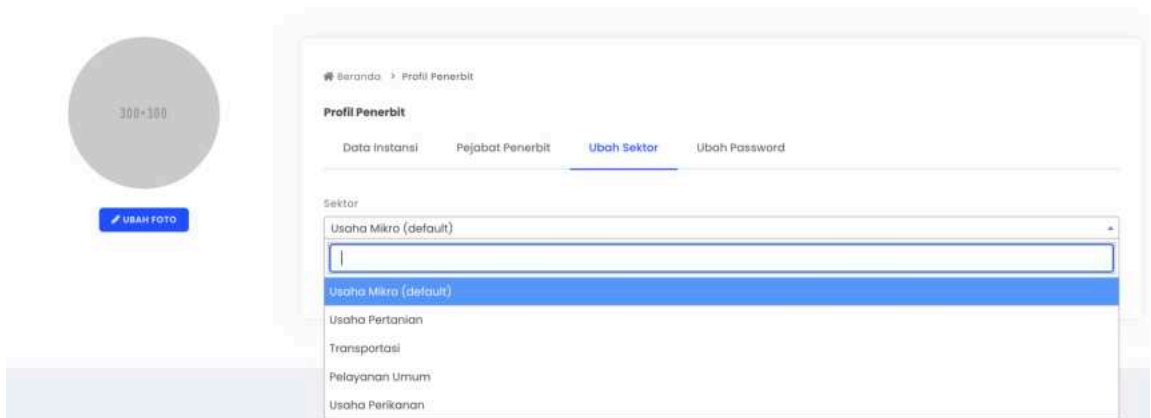 300×300
UBAH FOTO
Beranda > Profil Penerbit
Profil Penerbit
Data Instansi Pejabat Penerbit Ubah Sektor Ubah Password
Sektor
Usaha Mikro (default)
Usaha Mikro (default)
Usaha Pertanian
Transportasi
Pelayanan Umum
Usaha Perikanan